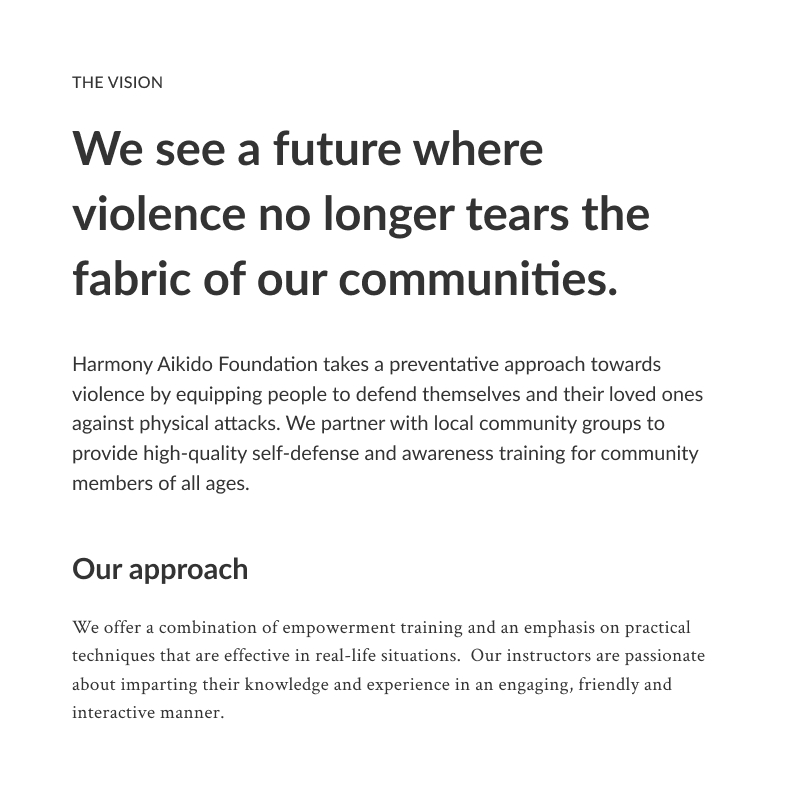 THE VISION
We see a future where
violence no longer tears the
fabric of our communities.
Harmony Aikido Foundation takes a preventative approach towards
violence by equipping people to defend themselves and their loved ones
against physical attacks. We partner with local community groups to
provide high-quality self-defense and awareness training for community
members of all ages.
Our approach
We offer a combination of empowerment training and an emphasis on practical
techniques that are effective in real-life situations.  Our instructors are passionate
about imparting their knowledge and experience in an engaging, friendly and
interactive manner.